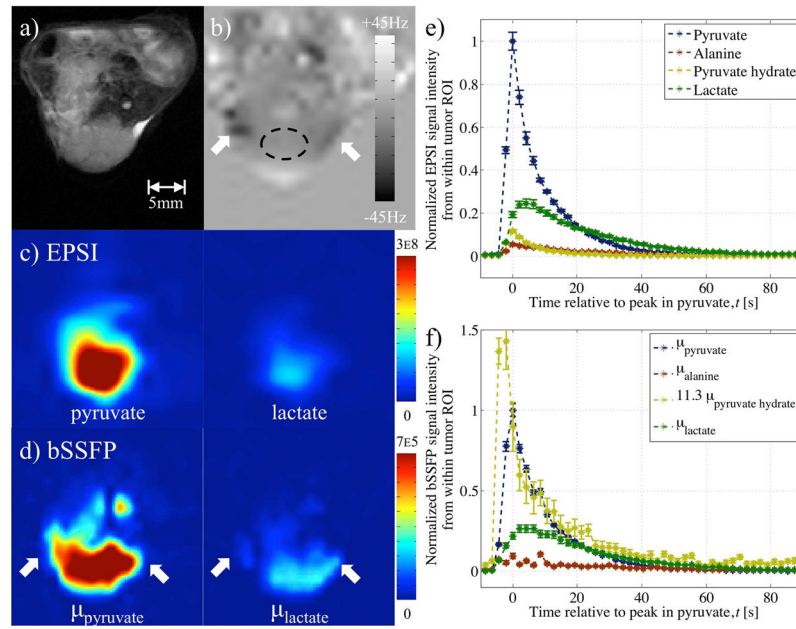 a)
b)
+45Hz
-45Hz
5mm
c) EPSI
pyruvate
lactate
3E8
0
d) bSSFP
μpyruvate
μlactate
7E5
0
e)
Normalized EPSI signal intensity
from within tumor ROI
1
0.8
0.6
0.4
0.2
0
Pyruvate
Alanine
Pyruvate hydrate
Lactate
0 20 40 60 80
Time relative to peak in pyruvate, t [s]
f)
Normalized bSSFP signal intensity
from within tumor ROI
1.5
1
0.5
0
μpyruvate
μalanine
11.3 μpyruvate hydrate
μlactate
0 20 40 60 80
Time relative to peak in pyruvate, t [s]